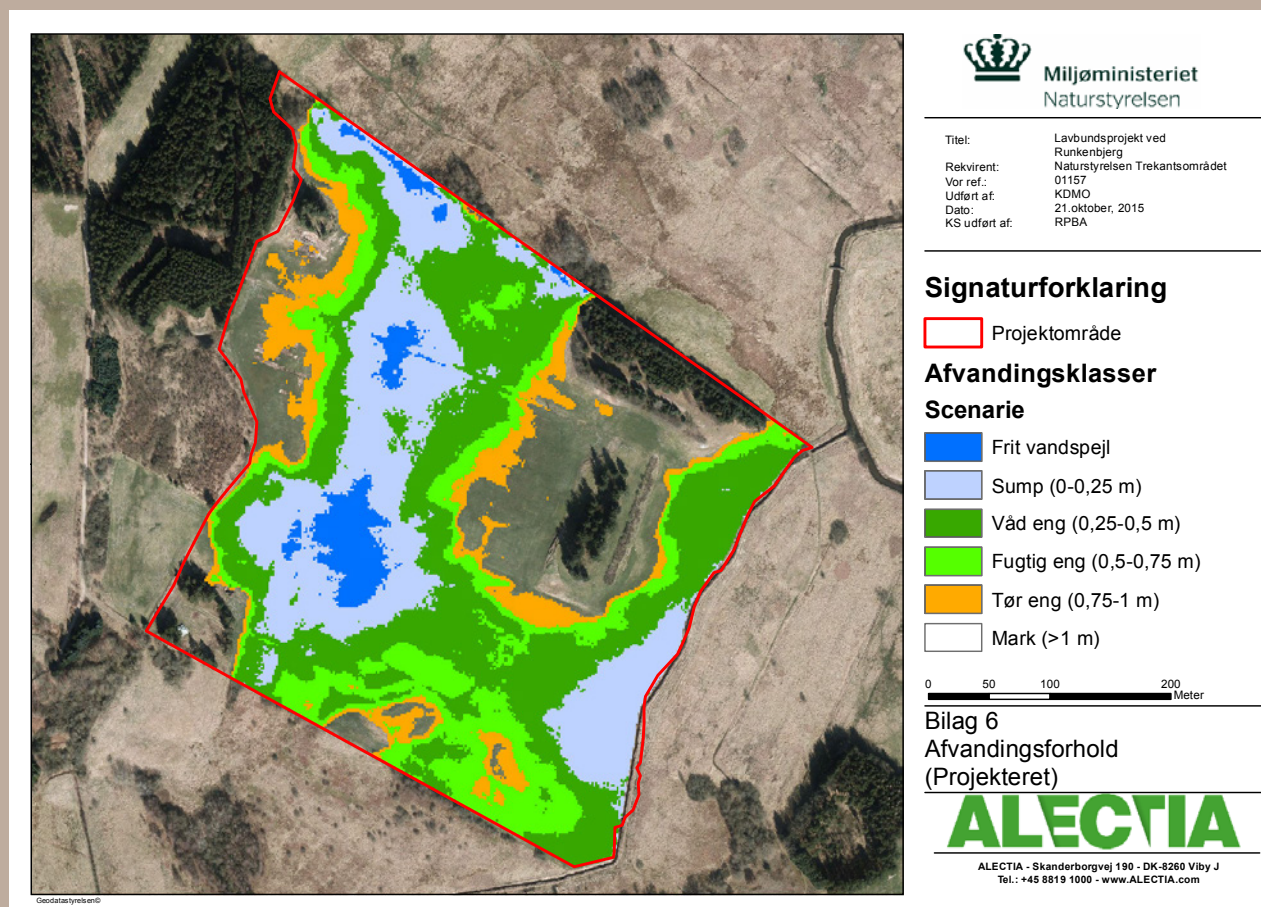 Miljøministeriet
Naturstyrelsen
Titel: Lavbundsprojekt ved
Runkenbjerg
Rekvirent: Naturstyrelsen Trekantsområdet
Vor ref.: 01157
Udført af: KDMO
Dato: 21.oktober, 2015
KS udført af: RPBA
Signaturforklaring
Projektområde
Afvandingsklasser
Scenarie
Frit vandspejl
Sump (0-0,25 m)
Våd eng (0,25-0,5 m)
Fugtig eng (0,5-0,75 m)
Tør eng (0,75-1 m)
Mark (>1 m)
0 50 100 200
Meter
Bilag 6
Afvandingsforhold
(Projekteret)
ALECTIA
ALECTIA - Skanderborgvej 190 - DK-8260 Viby J
Tel.: +45 8819 1000 - www.ALECTIA.com
Geodatastyrelsen©